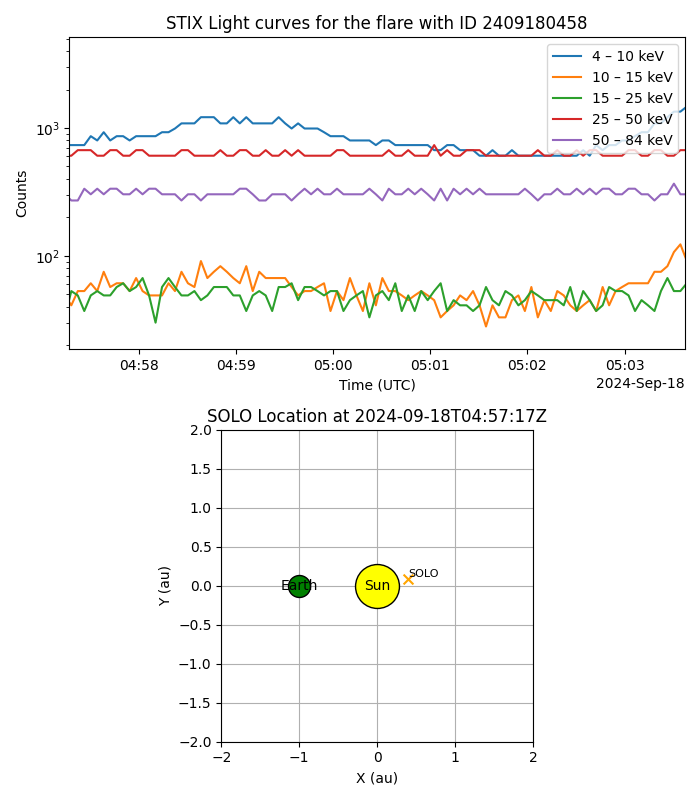 STIX Light curves for the flare with ID 2409180458
4 – 10 keV
10 – 15 keV
15 – 25 keV
25 – 50 keV
50 – 84 keV
10³
10²
Counts
04:58 04:59 05:00 05:01 05:02 05:03
Time (UTC)
2024-Sep-18
SOLO Location at 2024-09-18T04:57:17Z
2.0
1.5
1.0
0.5
0.0
−0.5
−1.0
−1.5
−2.0
Y (au)
Earth
Sun
SOLO
−2 −1 0 1 2
X (au)